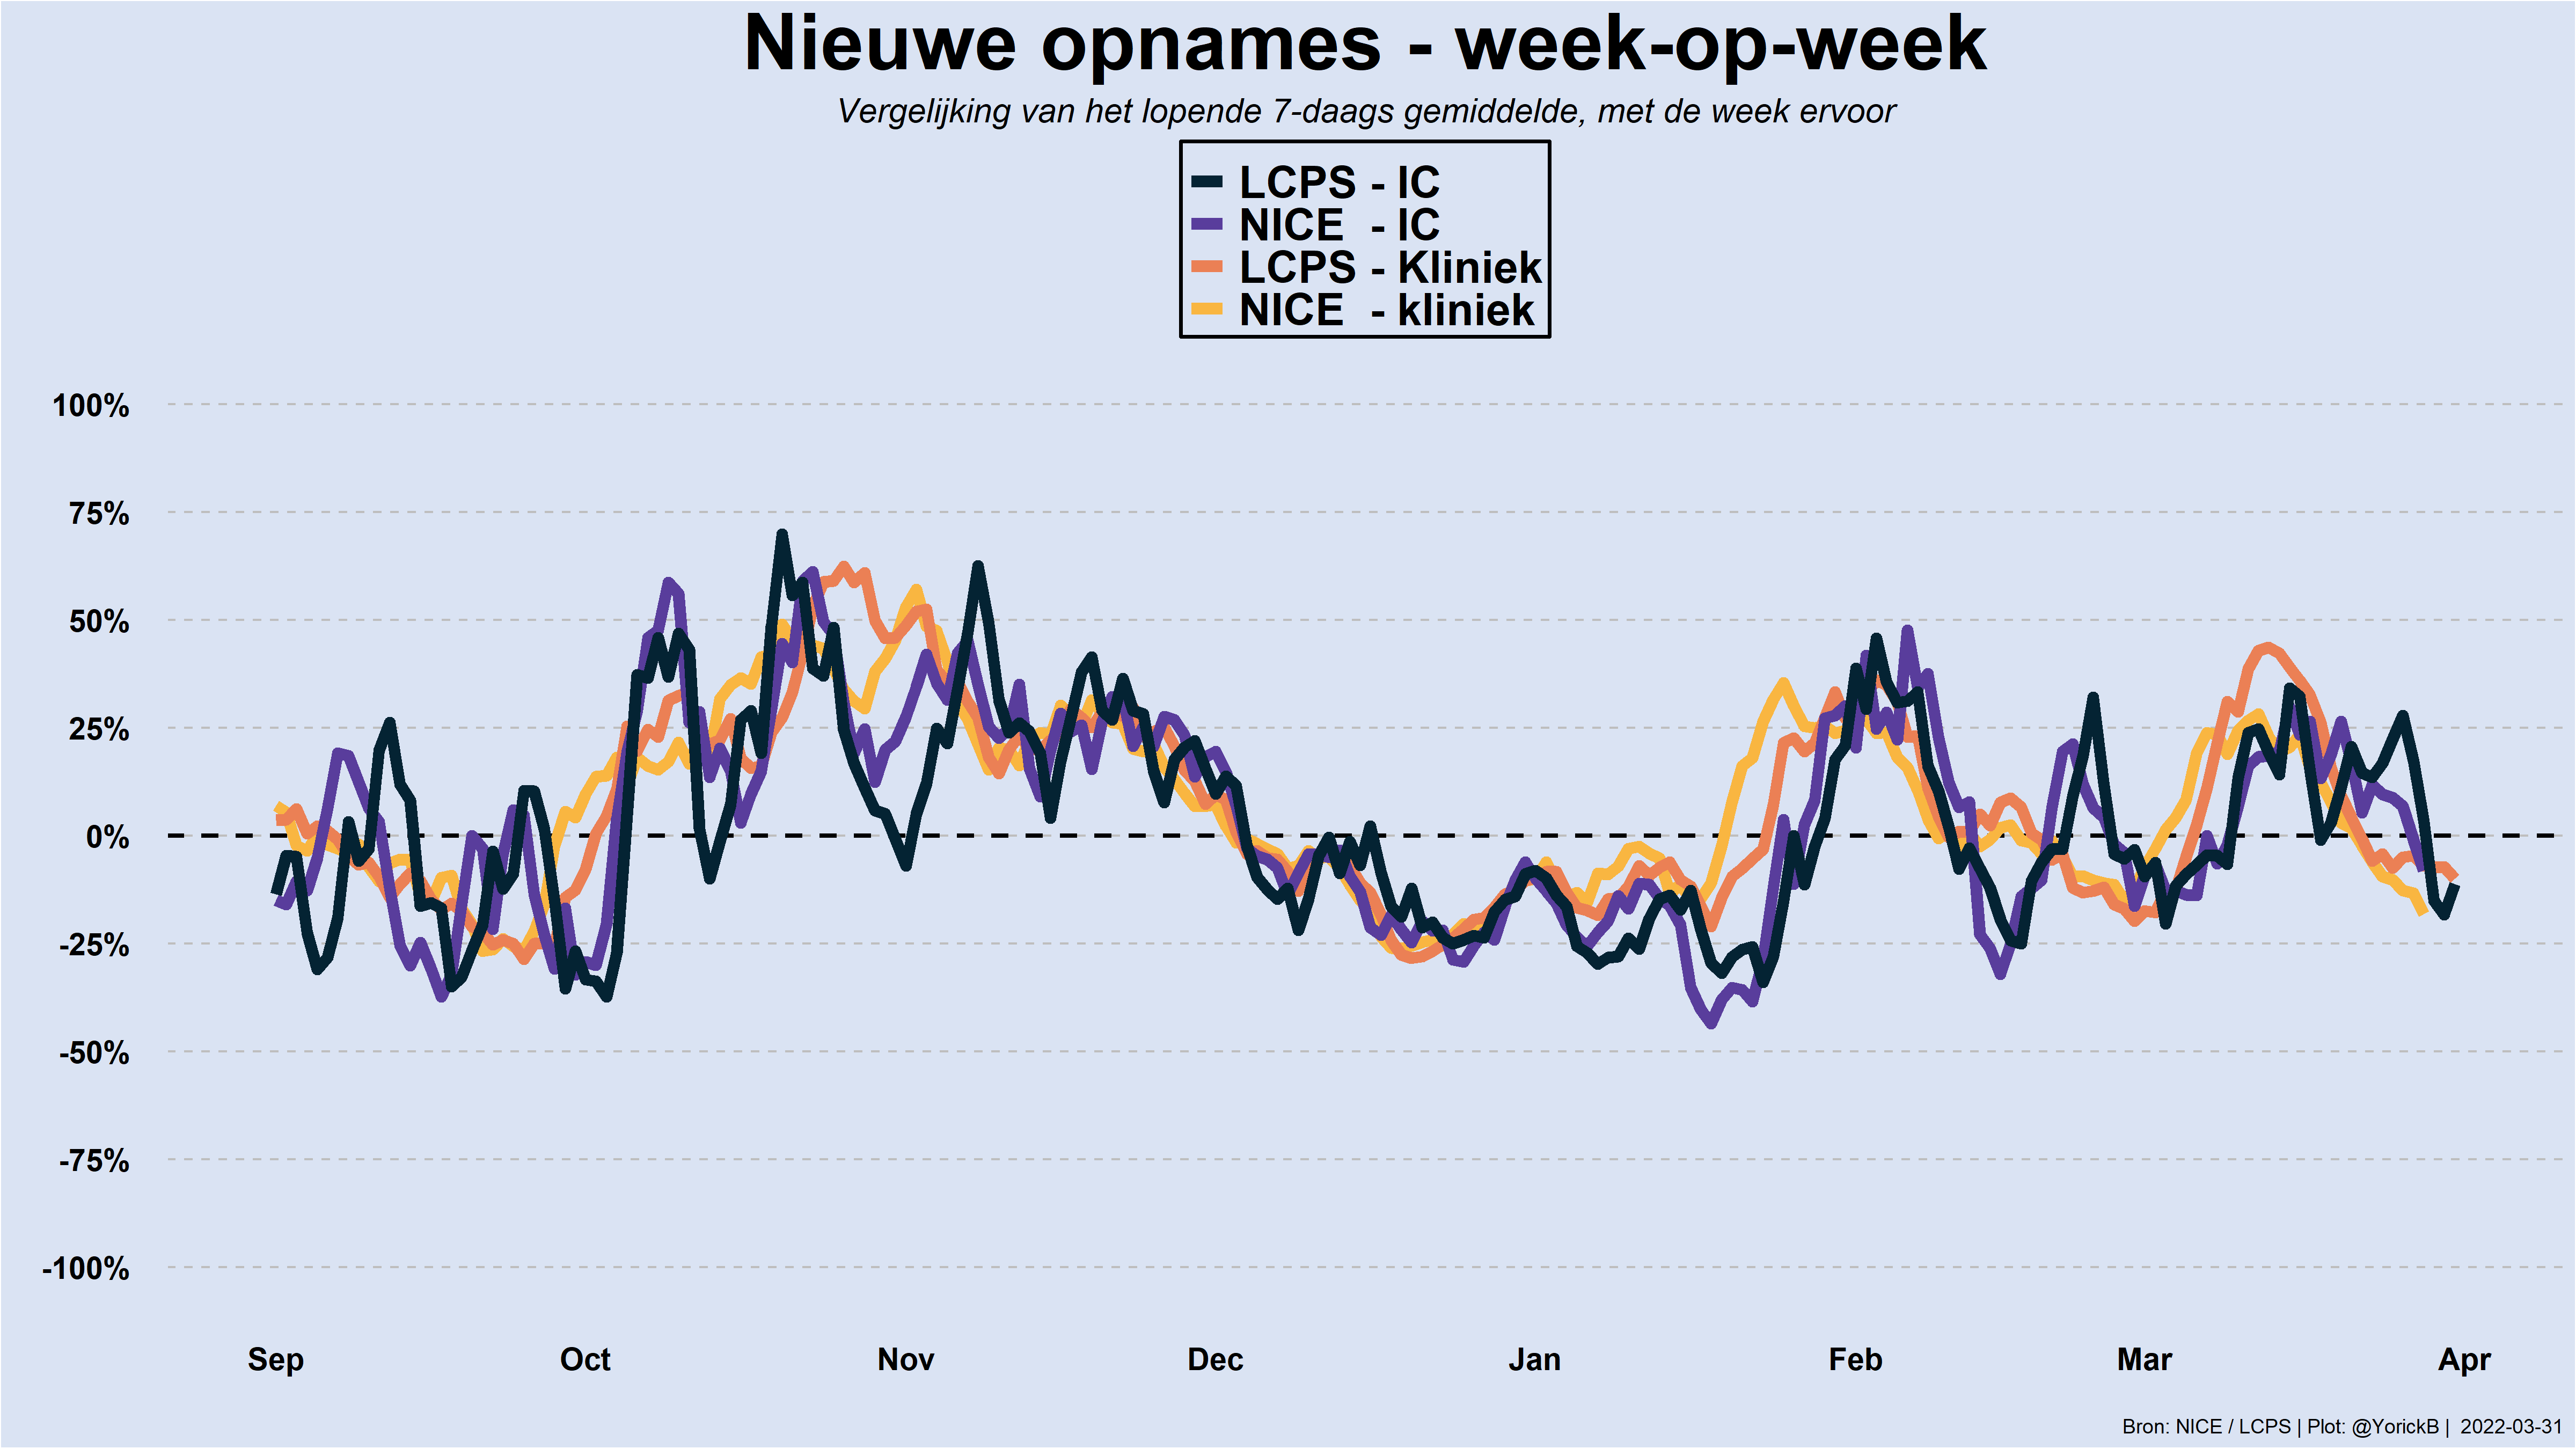 Nieuwe opnames - week-op-week
Vergelijking van het lopende 7-daags gemiddelde, met de week ervoor
LCPS - IC
NICE - IC
LCPS - Kliniek
NICE - kliniek
100%
75%
50%
25%
0%
-25%
-50%
-75%
-100%
Sep Oct Nov Dec Jan Feb Mar Apr
Bron: NICE / LCPS | Plot: @YorickB | 2022-03-31